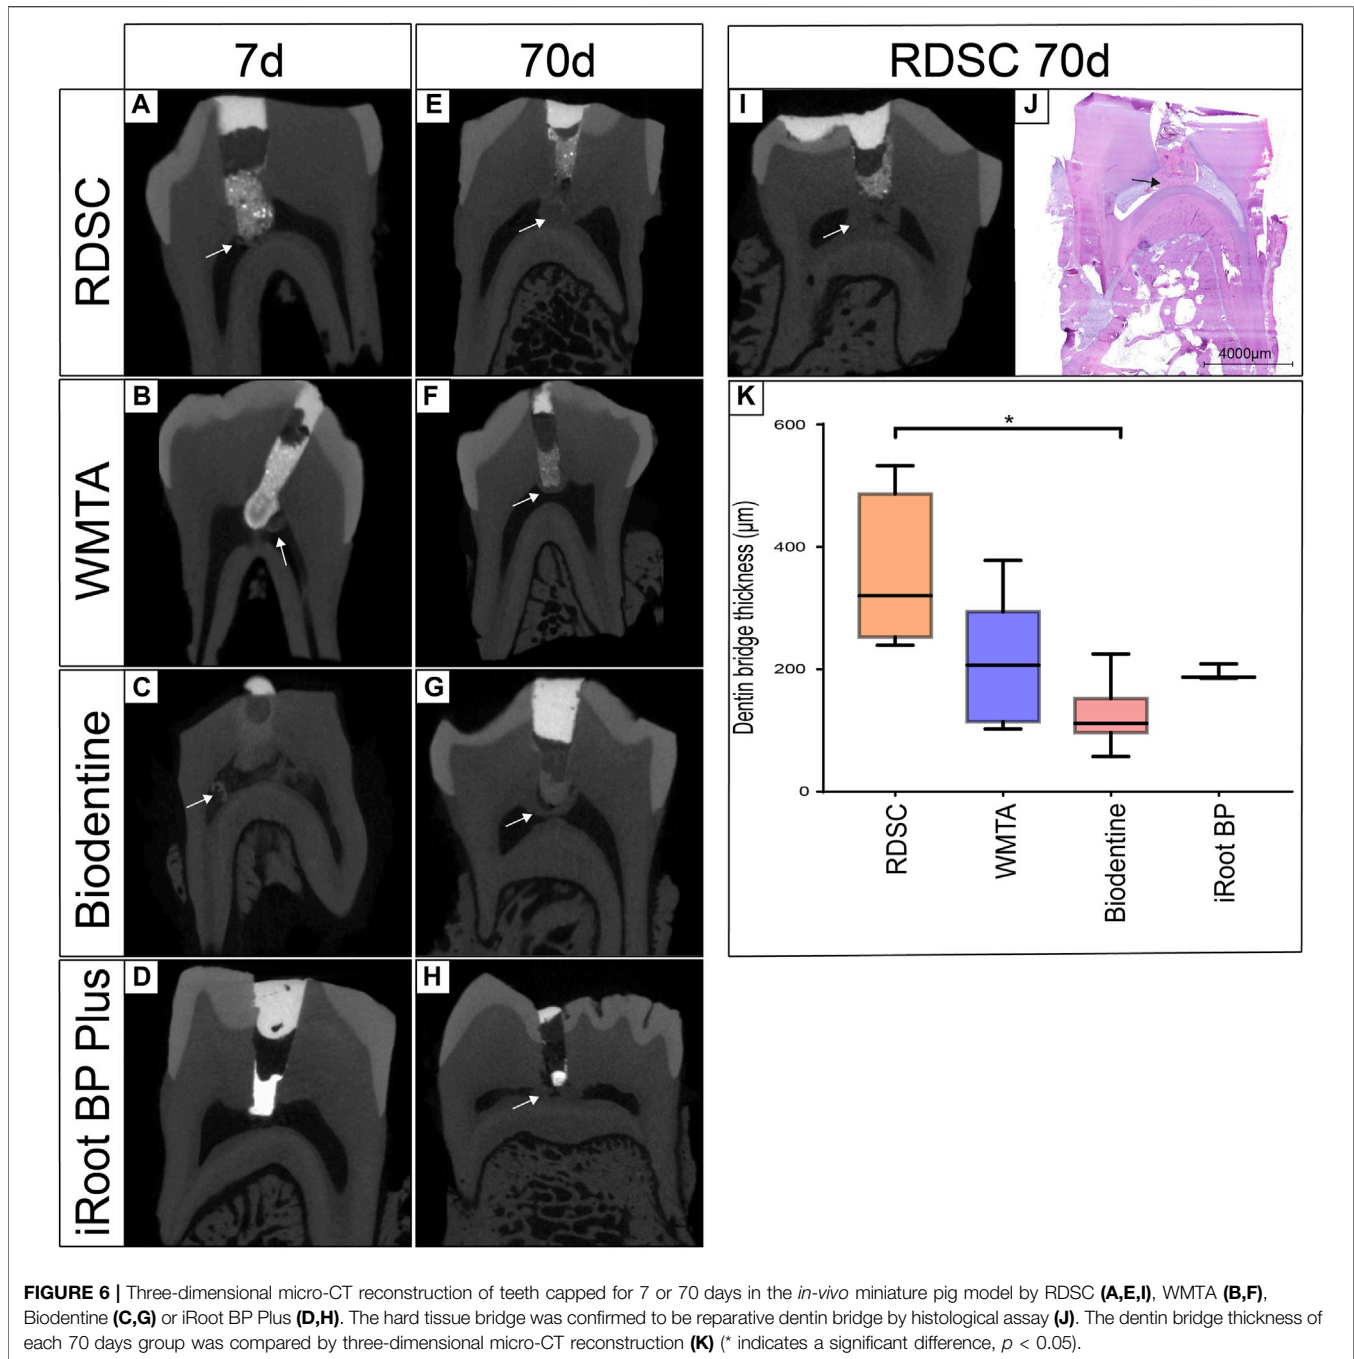 7d
70d
RDSC 70d
RDSC
A
E
I
J
4000µm
WMTA
B
F
K
*
600
400
200
0
Dentin bridge thickness (µm)
RDSC
WMTA
Biodentine
iRoot BP
Biodentine
C
G
iRoot BP Plus
D
H
FIGURE 6 | Three-dimensional micro-CT reconstruction of teeth capped for 7 or 70 days in the in-vivo miniature pig model by RDSC (A,E,I), WMTA (B,F),
Biodentine (C,G) or iRoot BP Plus (D,H). The hard tissue bridge was confirmed to be reparative dentin bridge by histological assay (J). The dentin bridge thickness of
each 70 days group was compared by three-dimensional micro-CT reconstruction (K) (* indicates a significant difference, p < 0.05).